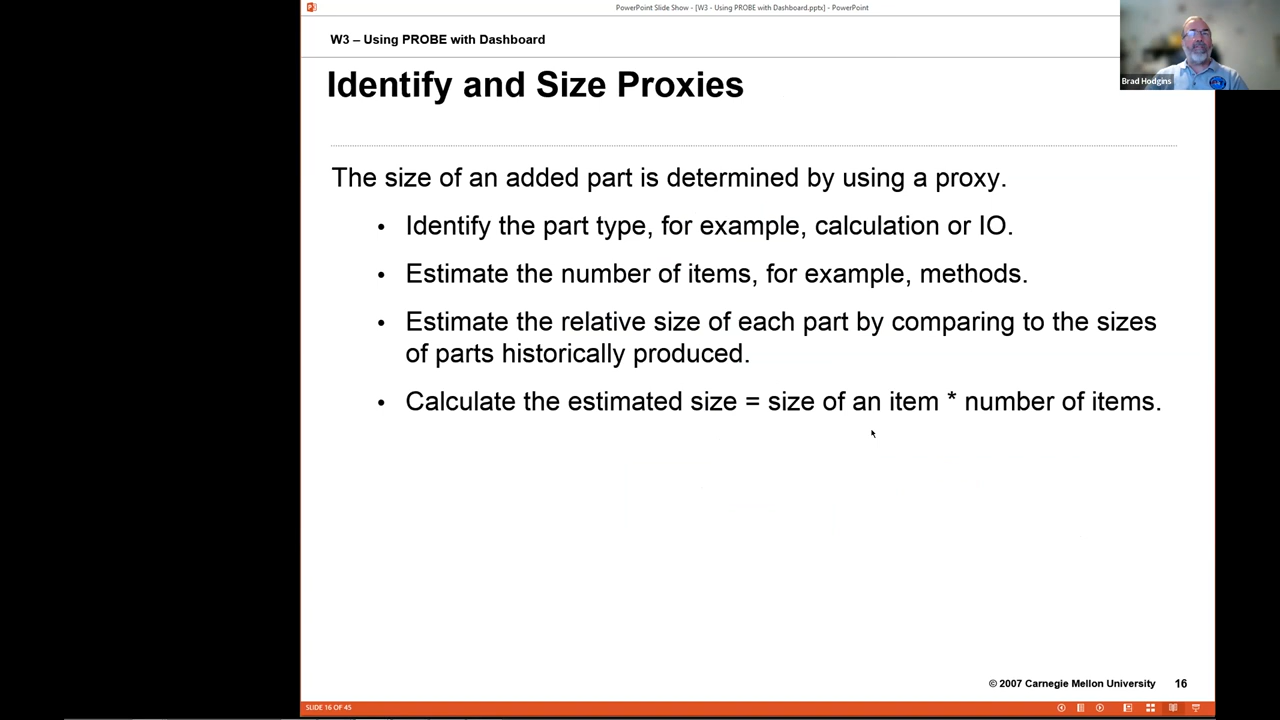 PowerPoint Slide Show - [W3 - Using PROBE with Dashboard.pptx] - PowerPoint
W3 – Using PROBE with Dashboard
Brad Hodgins
Identify and Size Proxies
The size of an added part is determined by using a proxy.
• Identify the part type, for example, calculation or IO.
• Estimate the number of items, for example, methods.
• Estimate the relative size of each part by comparing to the sizes
of parts historically produced.
• Calculate the estimated size = size of an item * number of items.
© 2007 Carnegie Mellon University 16
SLIDE 16 OF 45